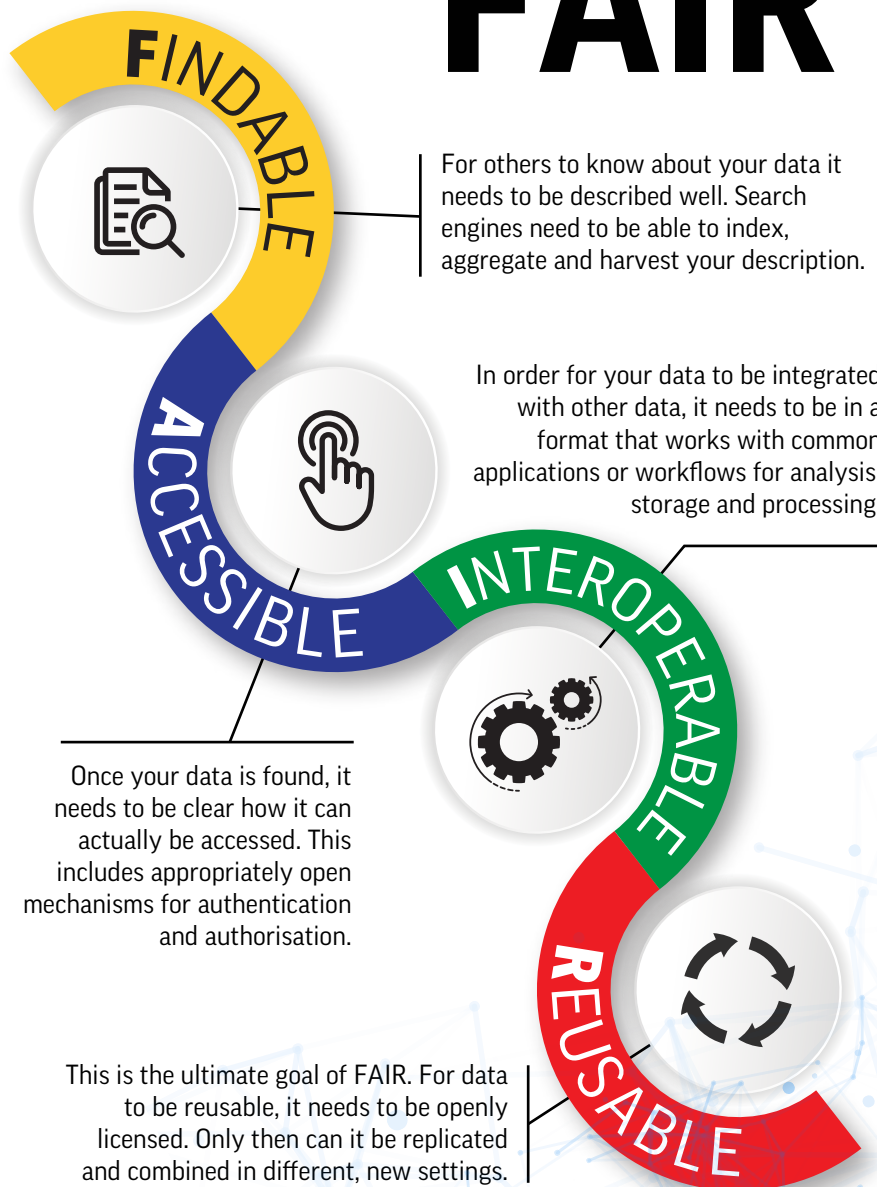 FAIR
FINDABLE
For others to know about your data it
needs to be described well. Search
engines need to be able to index,
aggregate and harvest your description.
ACCESSIBLE
Once your data is found, it
needs to be clear how it can
actually be accessed. This
includes appropriately open
mechanisms for authentication
and authorisation.
INTEROPERABLE
In order for your data to be integrated
with other data, it needs to be in a
format that works with common
applications or workflows for analysis
storage and processing
REUSABLE
This is the ultimate goal of FAIR. For data
to be reusable, it needs to be openly
licensed. Only then can it be replicated
and combined in different, new settings.